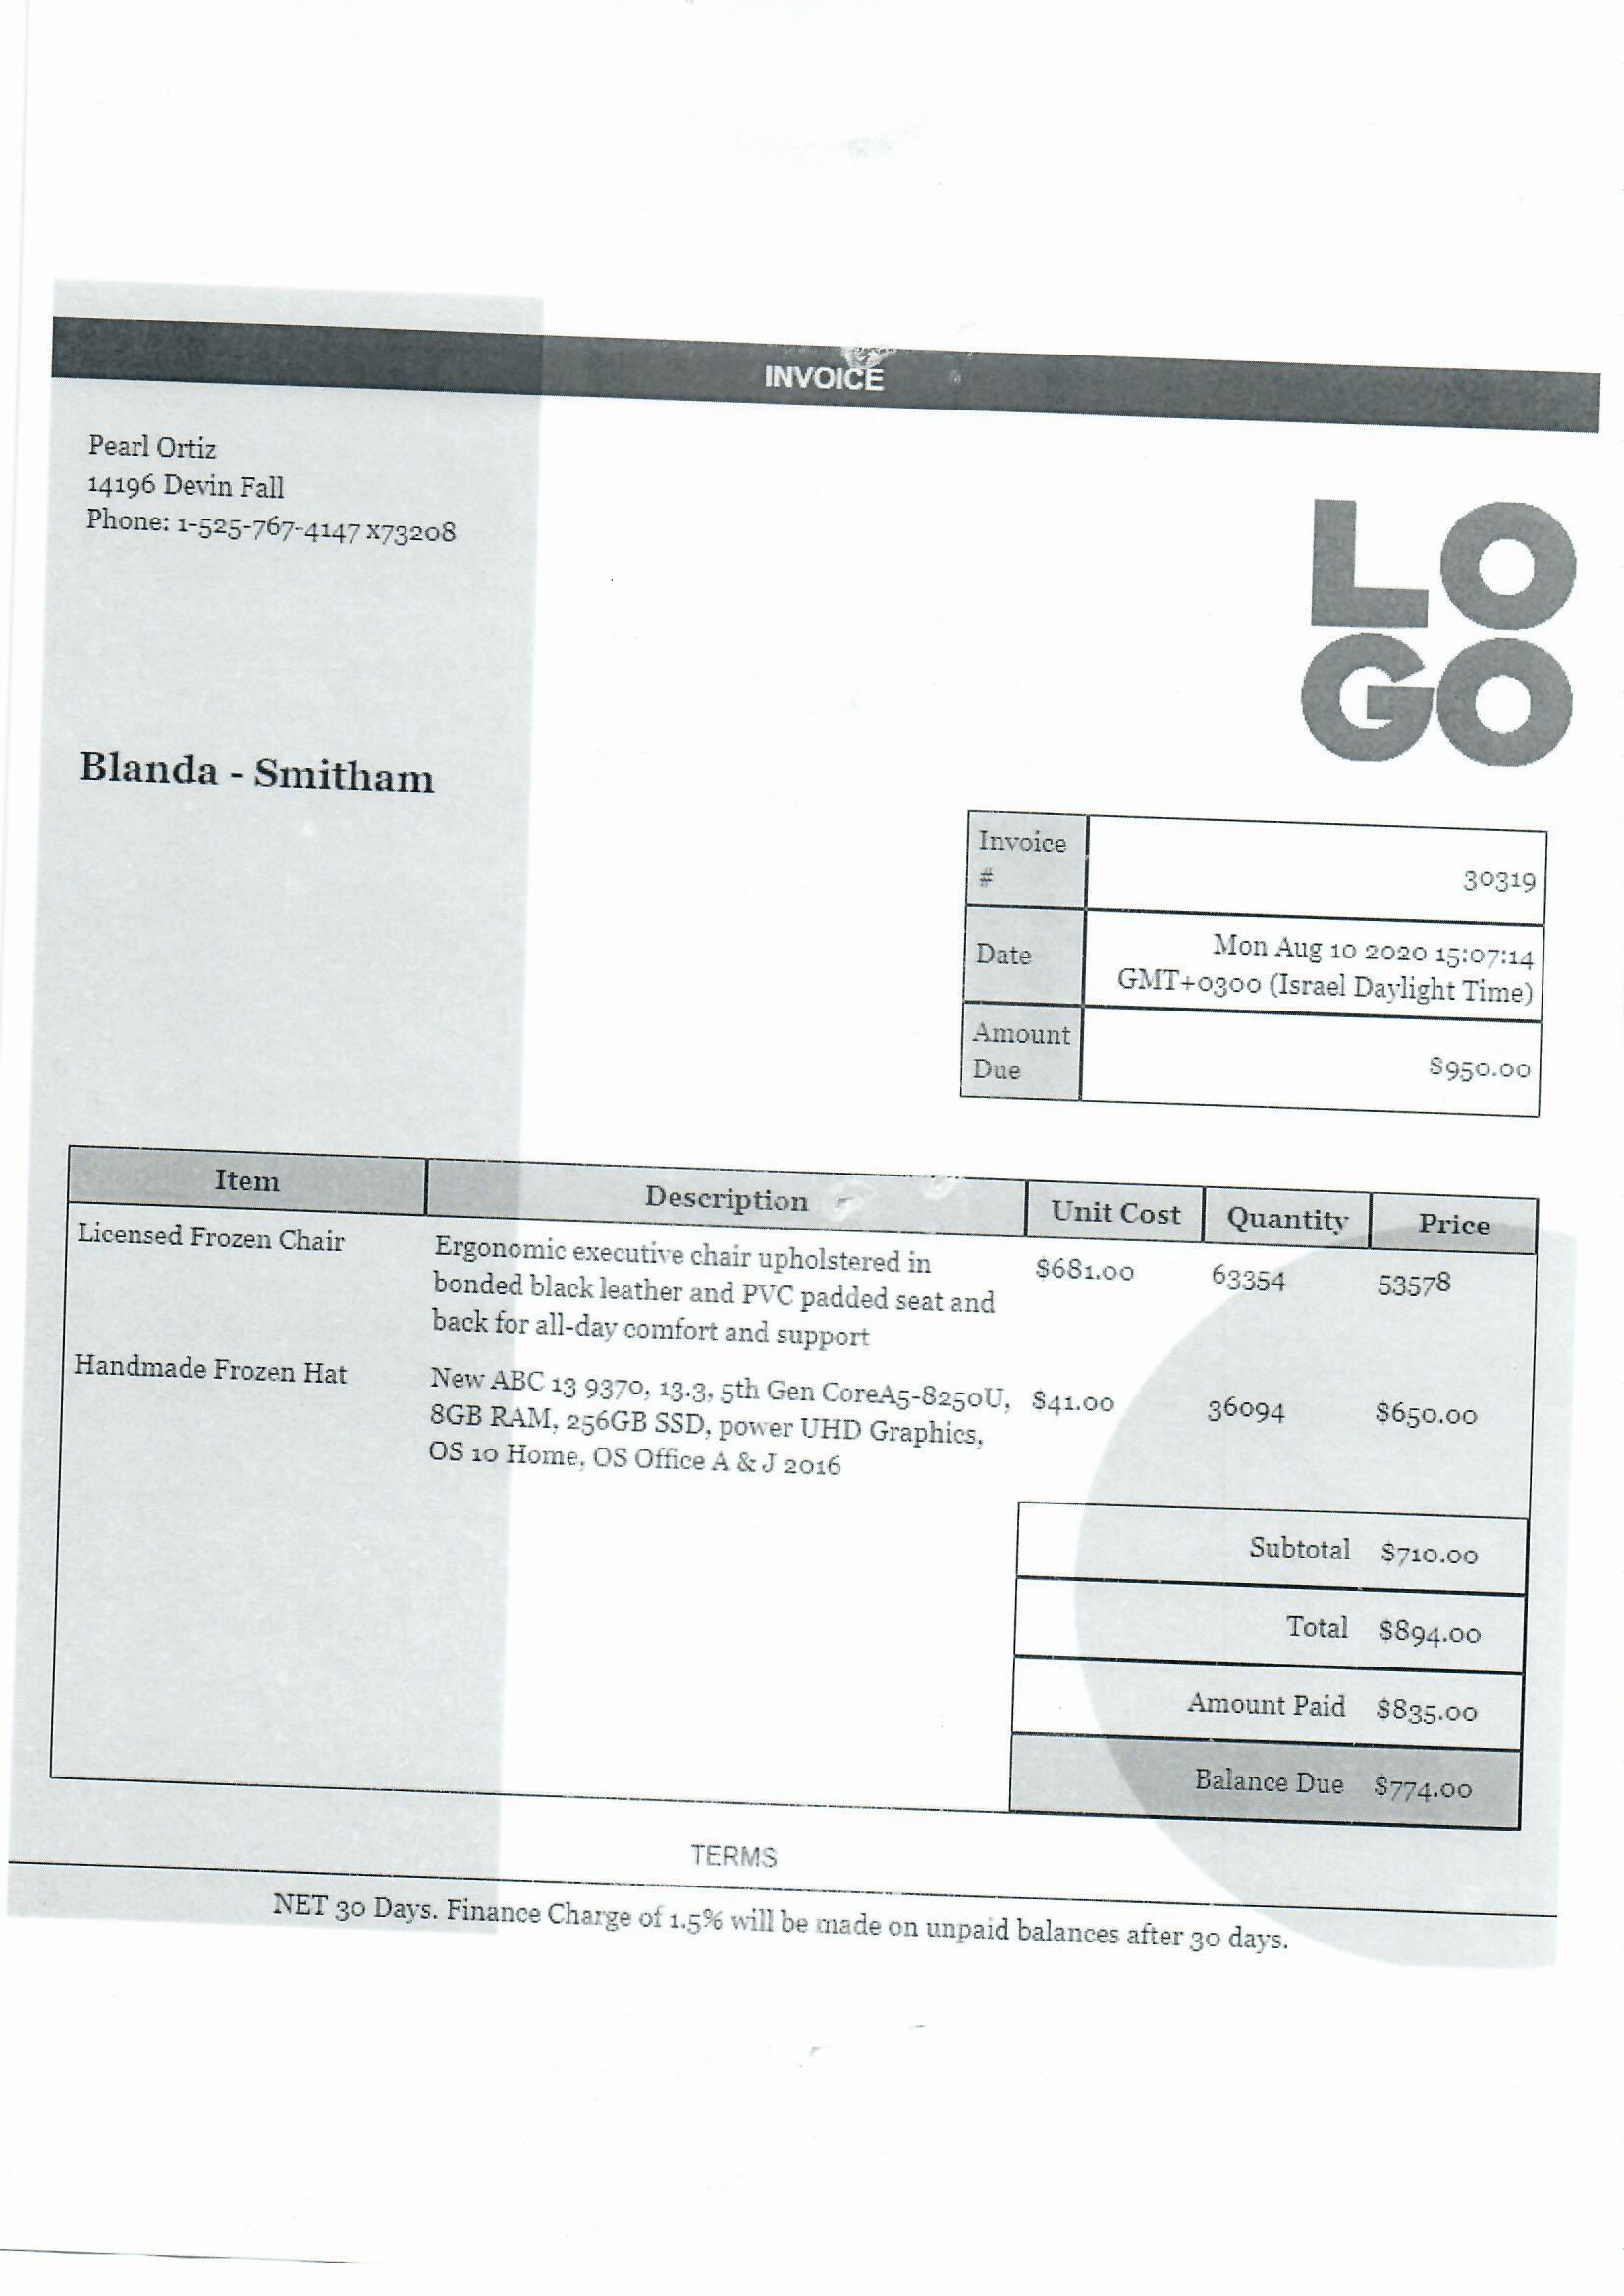 INVOICE
Pearl Ortiz
14196 Devin Fall
Phone: 1-525-767-4147 x73208
LO
GO
Blanda - Smitham
Invoice
# 30319
Date Mon Aug 10 2020 15:07:14
GMT+0300 (Israel Daylight Time)
Amount
Due $950.00
Item Description Unit Cost Quantity Price
Licensed Frozen Chair Ergonomic executive chair upholstered in $681.00 63354 53578
bonded black leather and PVC padded seat and
back for all-day comfort and support
Handmade Frozen Hat New ABC 13 9370, 13.3, 5th Gen CoreA5-8250U, $41.00 36094 $650.00
8GB RAM, 256GB SSD, power UHD Graphics,
OS 10 Home, OS Office A & J 2016
Subtotal $710.00
Total $894.00
Amount Paid $835.00
Balance Due $774.00
TERMS
NET 30 Days. Finance Charge of 1.5% will be made on unpaid balances after 30 days.